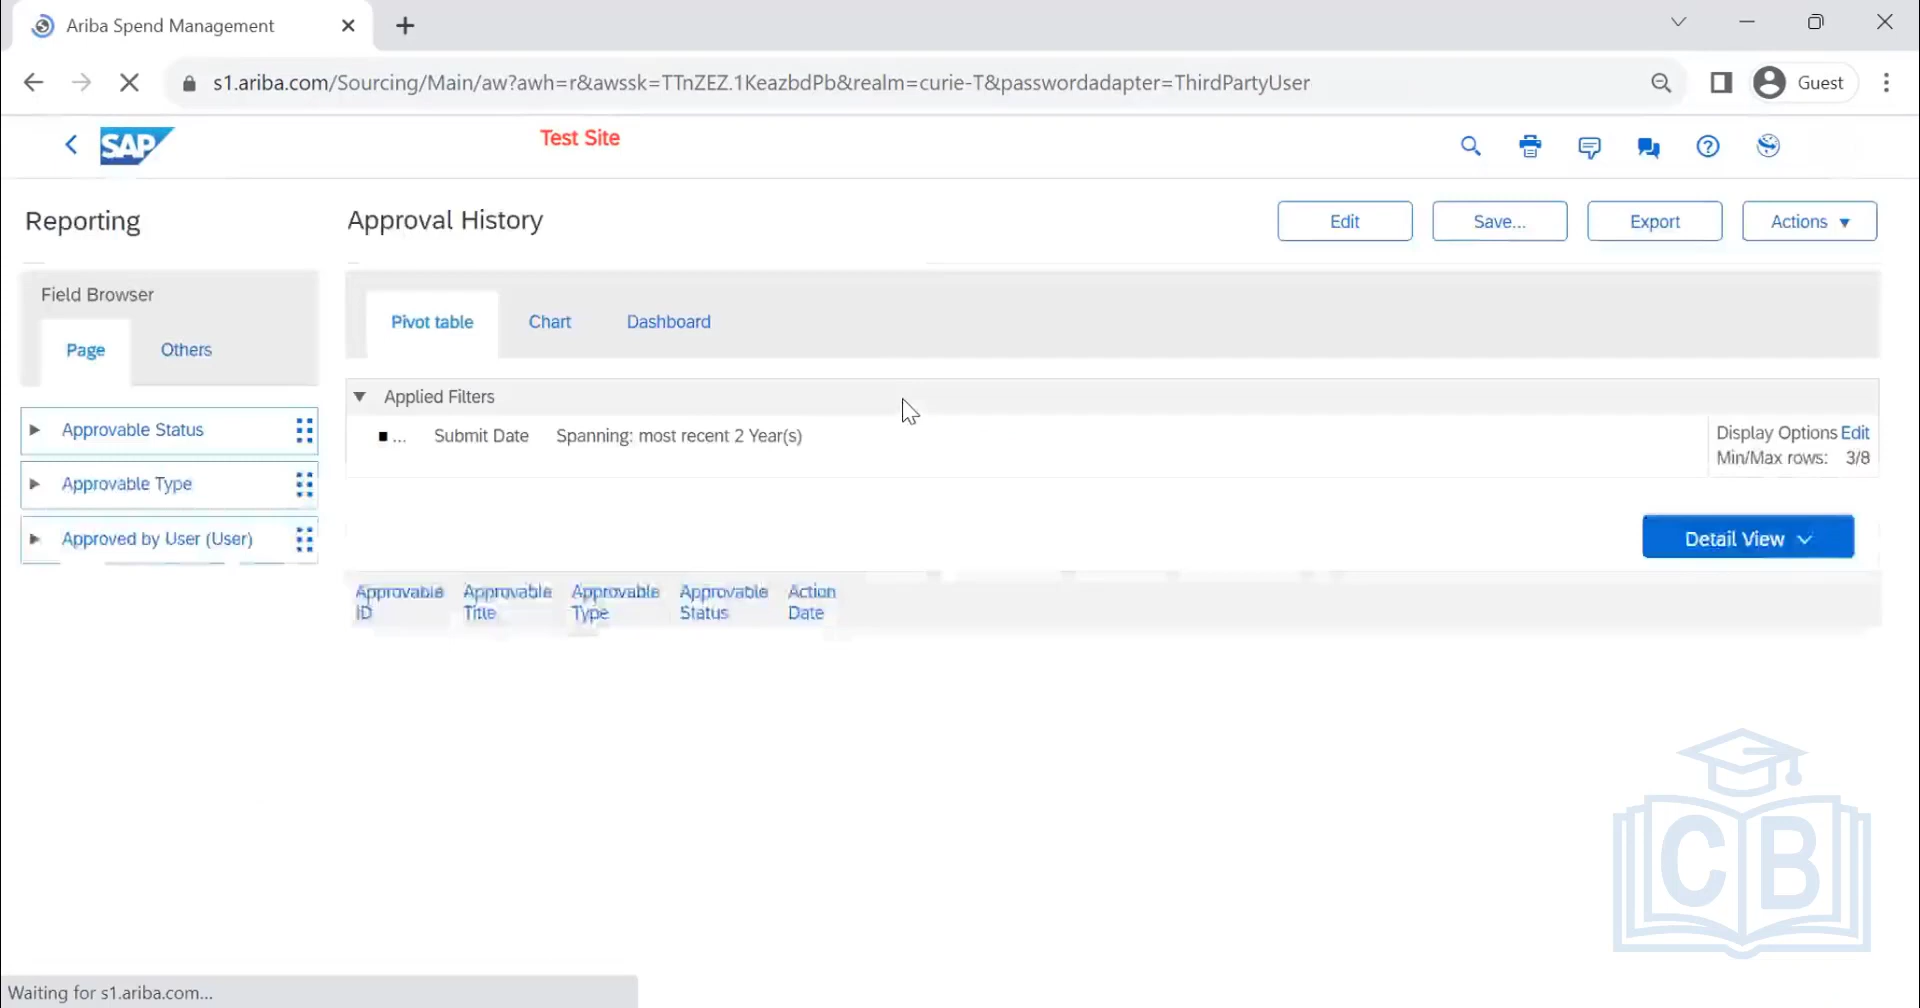 Ariba Spend Management
s1.ariba.com/Sourcing/Main/aw?awh=r&awssk=TTnZEZ.1KeazbdPb&realm=curie-T&passwordadapter=ThirdPartyUser
Guest
SAP
Test Site
Reporting
Approval History
Edit
Save...
Export
Actions
Field Browser
Page
Others
Pivot table
Chart
Dashboard
Applied Filters
... Submit Date Spanning: most recent 2 Year(s)
Display Options Edit
Min/Max rows: 3/8
Approvable Status
Approvable Type
Approved by User (User)
Detail View
Approvable ID
Approvable Title
Approvable Type
Approvable Status
Action Date
CB
Waiting for s1.ariba.com...